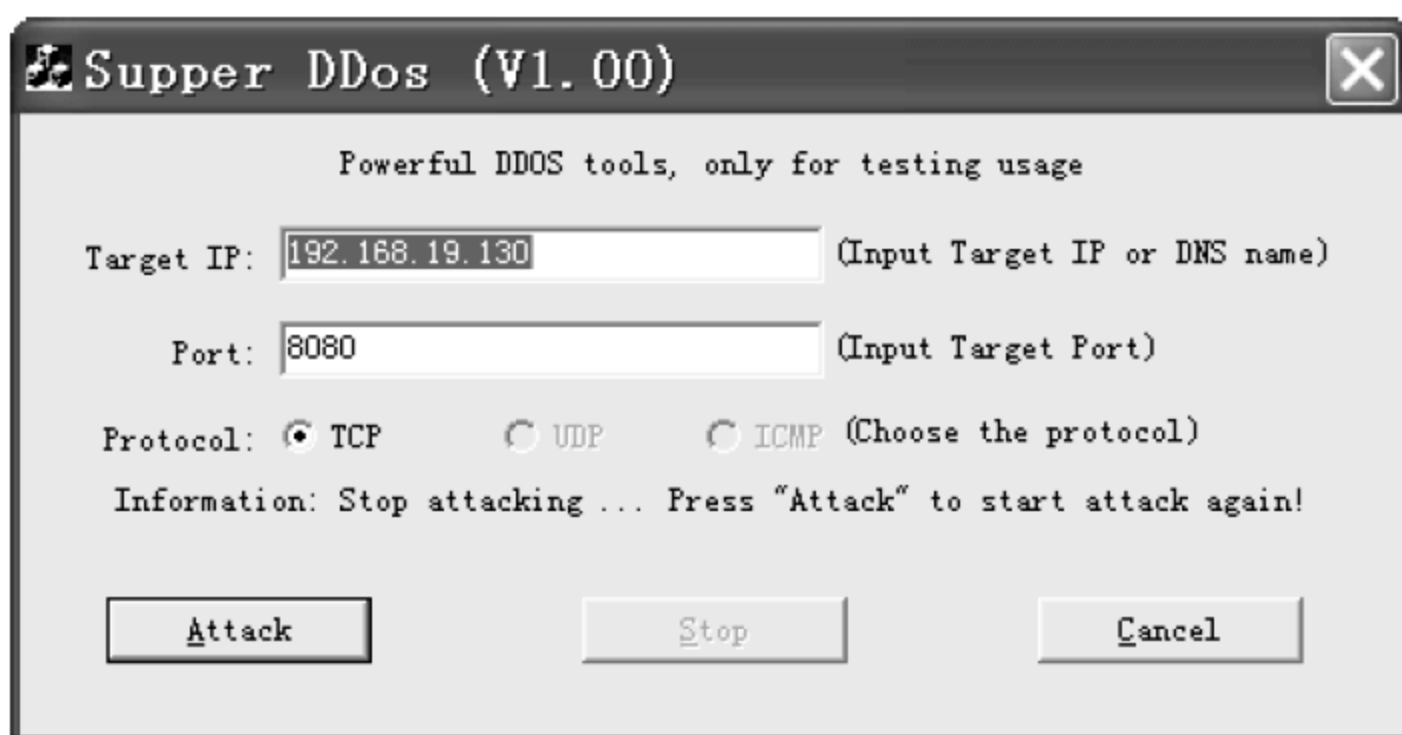 Supper DDos (V1.00)
Powerful DDOS tools, only for testing usage
Target IP: 192.168.19.130 (Input Target IP or DNS name)
Port: 8080 (Input Target Port)
Protocol: TCP UDP ICMP (Choose the protocol)
Information: Stop attacking ... Press "Attack" to start attack again!
Attack Stop Cancel